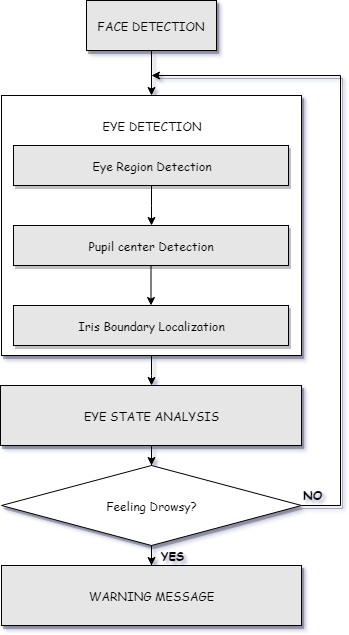 FACE DETECTION
EYE DETECTION
Eye Region Detection
Pupil center Detection
Iris Boundary Localization
EYE STATE ANALYSIS
Feeling Drowsy?
NO
YES
WARNING MESSAGE